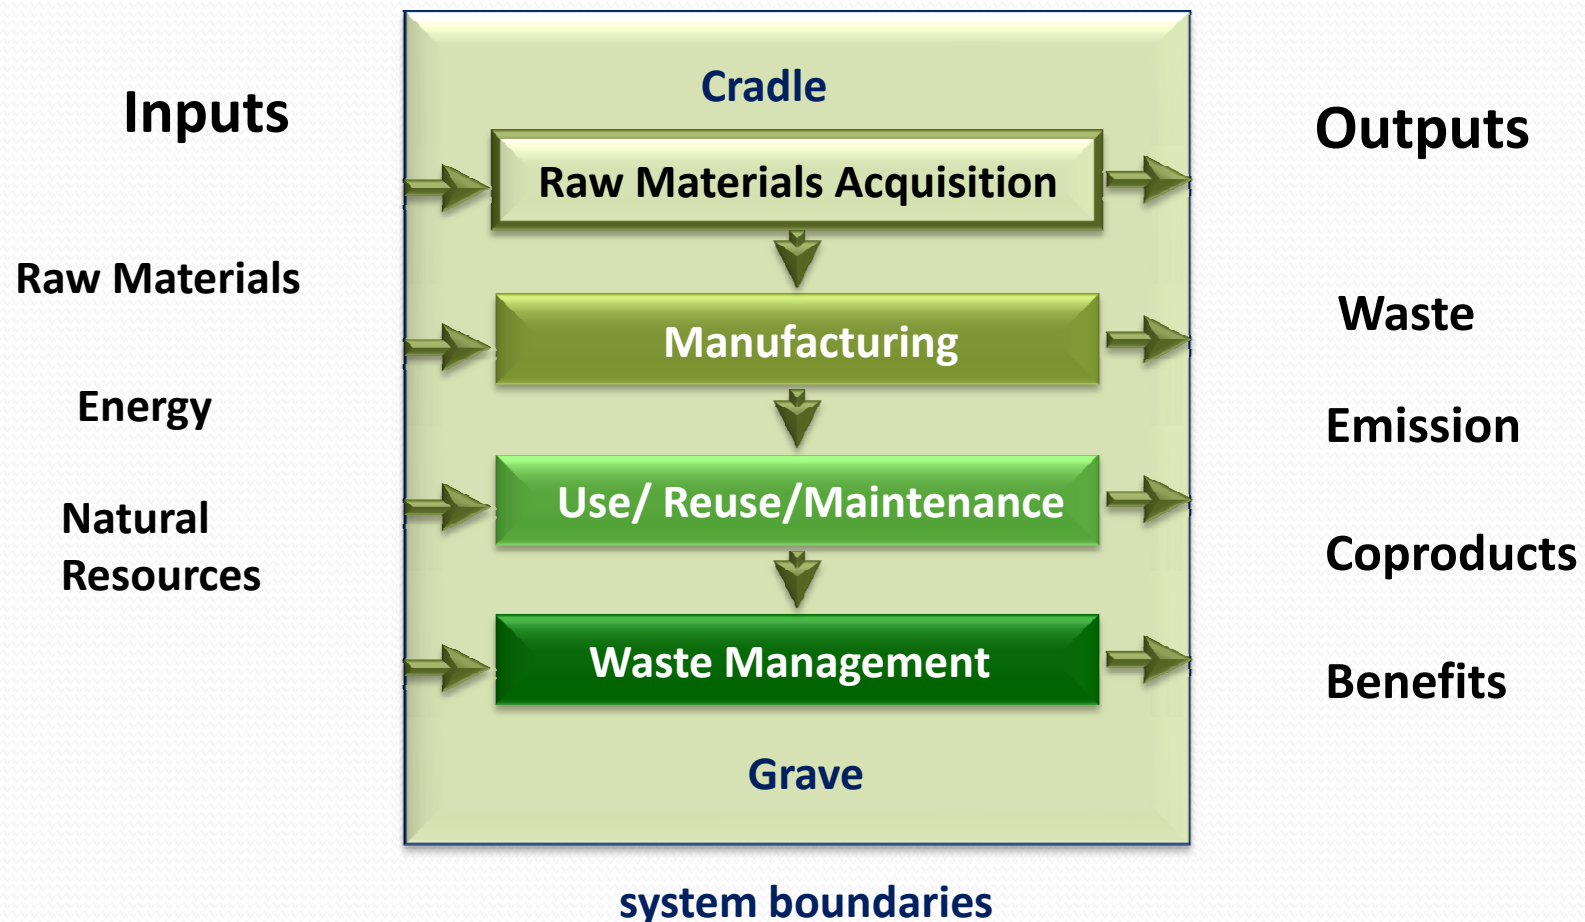 Cradle
Inputs
Outputs
Raw Materials Acquisition
Raw Materials
Waste
Manufacturing
Energy
Emission
Use/ Reuse/Maintenance
Natural
Resources
Coproducts
Waste Management
Benefits
Grave
system boundaries